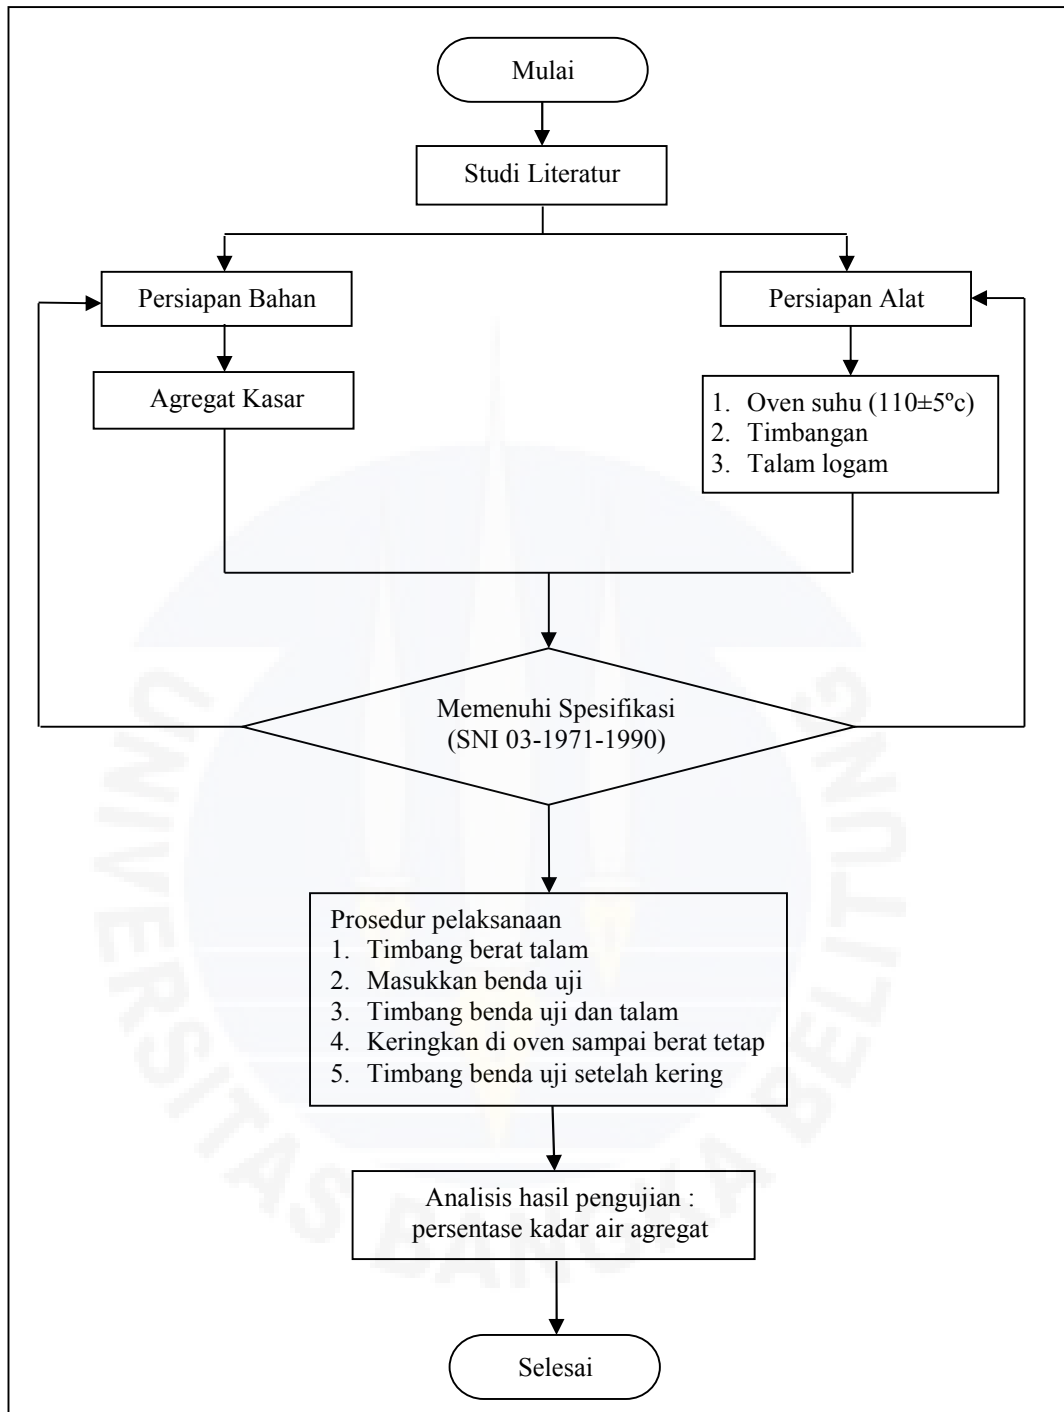 Mulai
Studi Literatur
Persiapan Bahan
Persiapan Alat
Agregat Kasar
1. Oven suhu (110±5ºc)
2. Timbangan
3. Talam logam
Memenuhi Spesifikasi
(SNI 03-1971-1990)
Prosedur pelaksanaan
1. Timbang berat talam
2. Masukkan benda uji
3. Timbang benda uji dan talam
4. Keringkan di oven sampai berat tetap
5. Timbang benda uji setelah kering
Analisis hasil pengujian :
persentase kadar air agregat
Selesai
UNIVERSITAS BANGKA BELITUNG